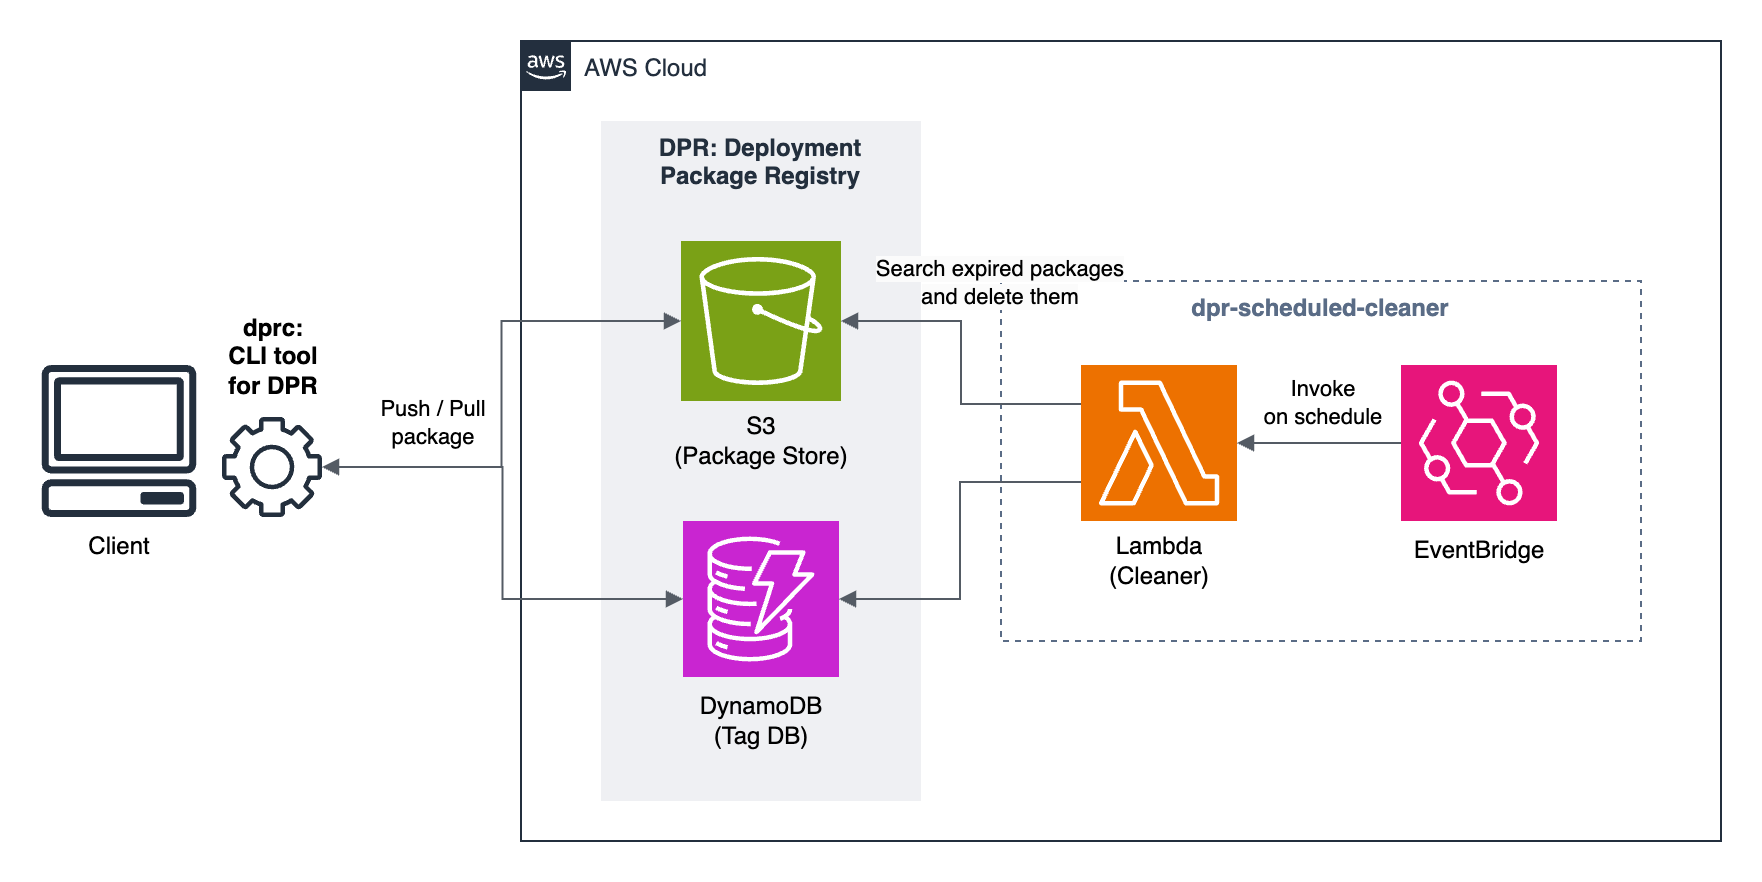 aws
AWS Cloud
DPR: Deployment
Package Registry
Search expired packages
and delete them
dpr-scheduled-cleaner
dprc:
CLI tool
for DPR
Push / Pull
package
Invoke
on schedule
S3
(Package Store)
Client
Lambda
(Cleaner)
EventBridge
DynamoDB
(Tag DB)